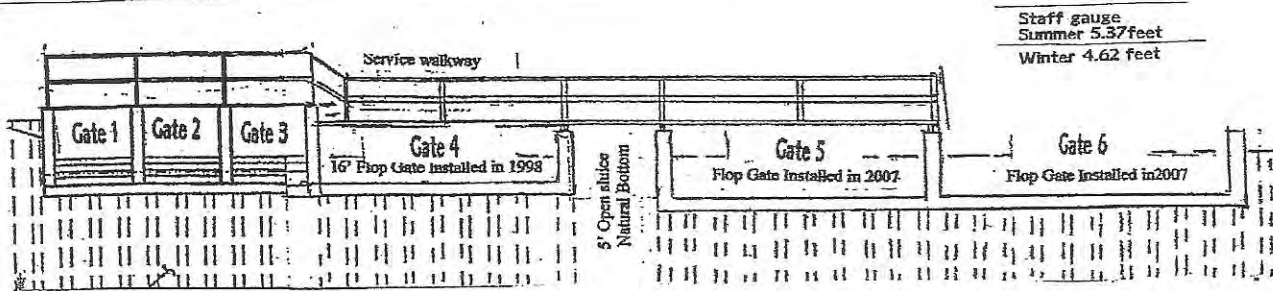 Staff gauge
Summer 5.37feet
Winter 4.62 feet
Service walkway
Gate 1
Gate 2
Gate 3
Gate 4
16' Flop Gate Installed in 1998
5' Open sluice
Natural Bottom
Gate 5
Flop Gate Installed in 2007
Gate 6
Flop Gate Installed in2007